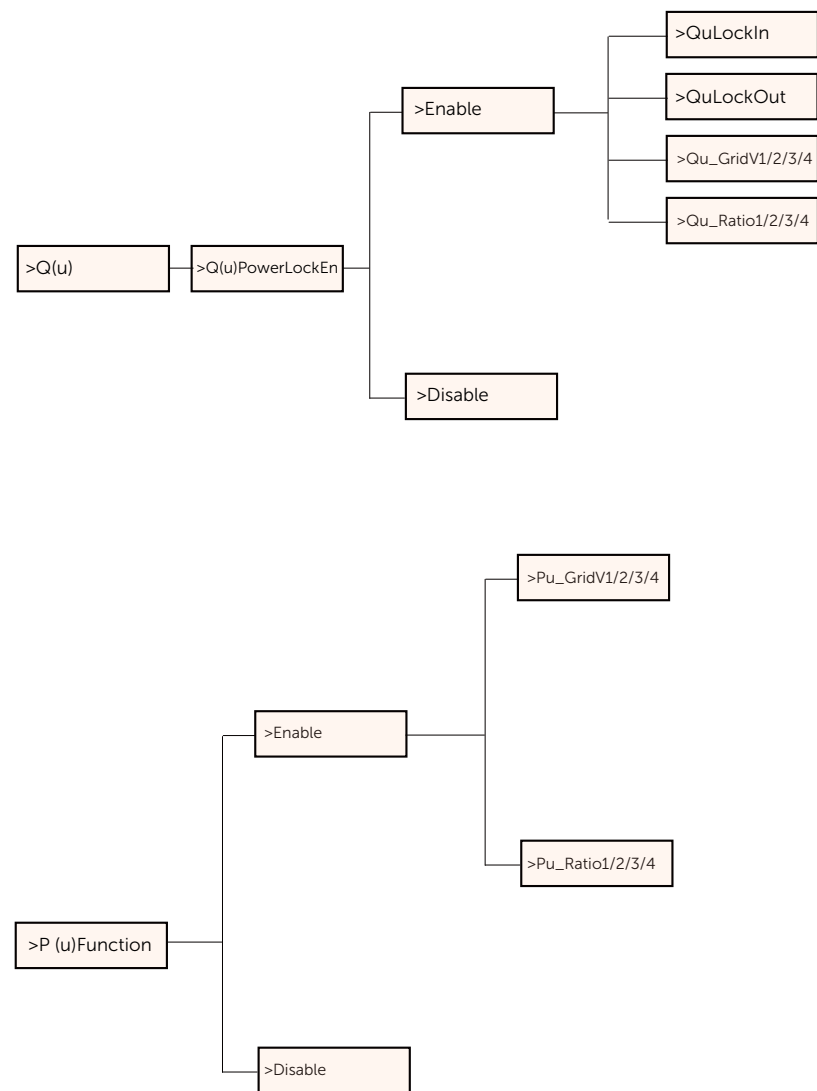 >QuLockIn
>Enable
>QuLockOut
>Qu_GridV1/2/3/4
>Qu_Ratio1/2/3/4
>Q(u)
>Q(u)PowerLockEn
>Disable
>Pu_GridV1/2/3/4
>Enable
>Pu_Ratio1/2/3/4
>P (u)Function
>Disable